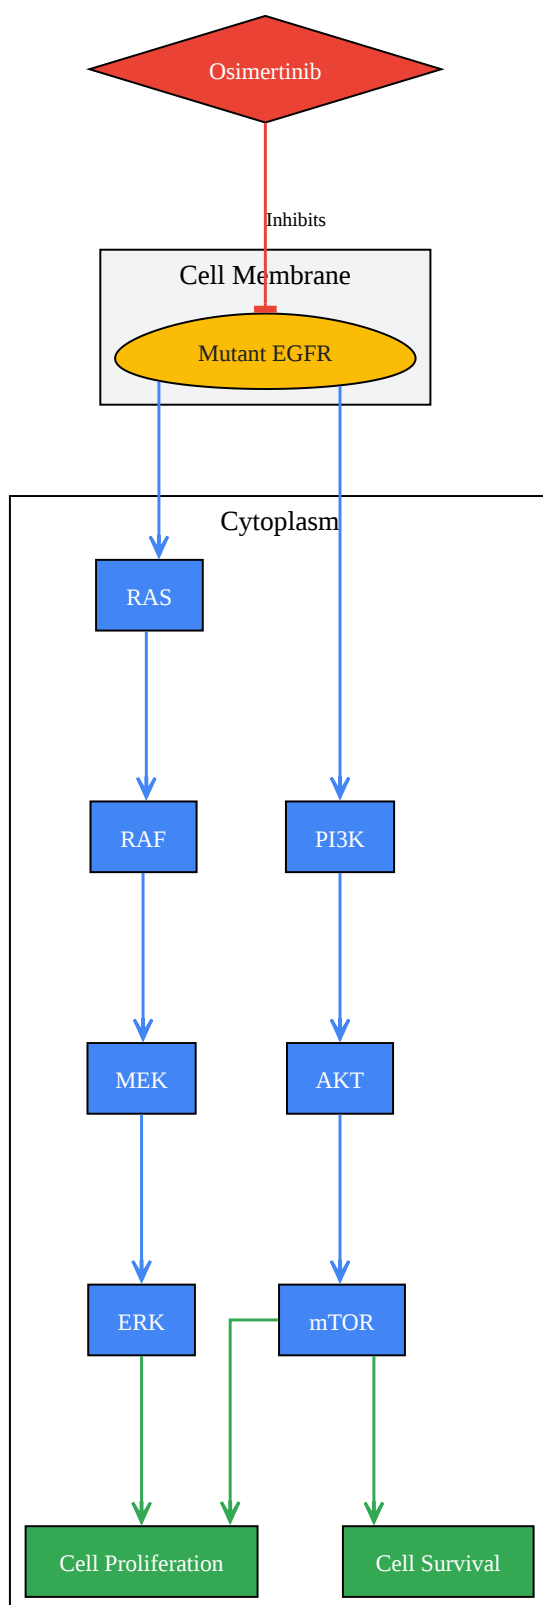 Osimertinib
Inhibits
Cell Membrane
Mutant EGFR
Cytoplasm
RAS
RAF
PI3K
MEK
AKT
ERK
mTOR
Cell Proliferation
Cell Survival